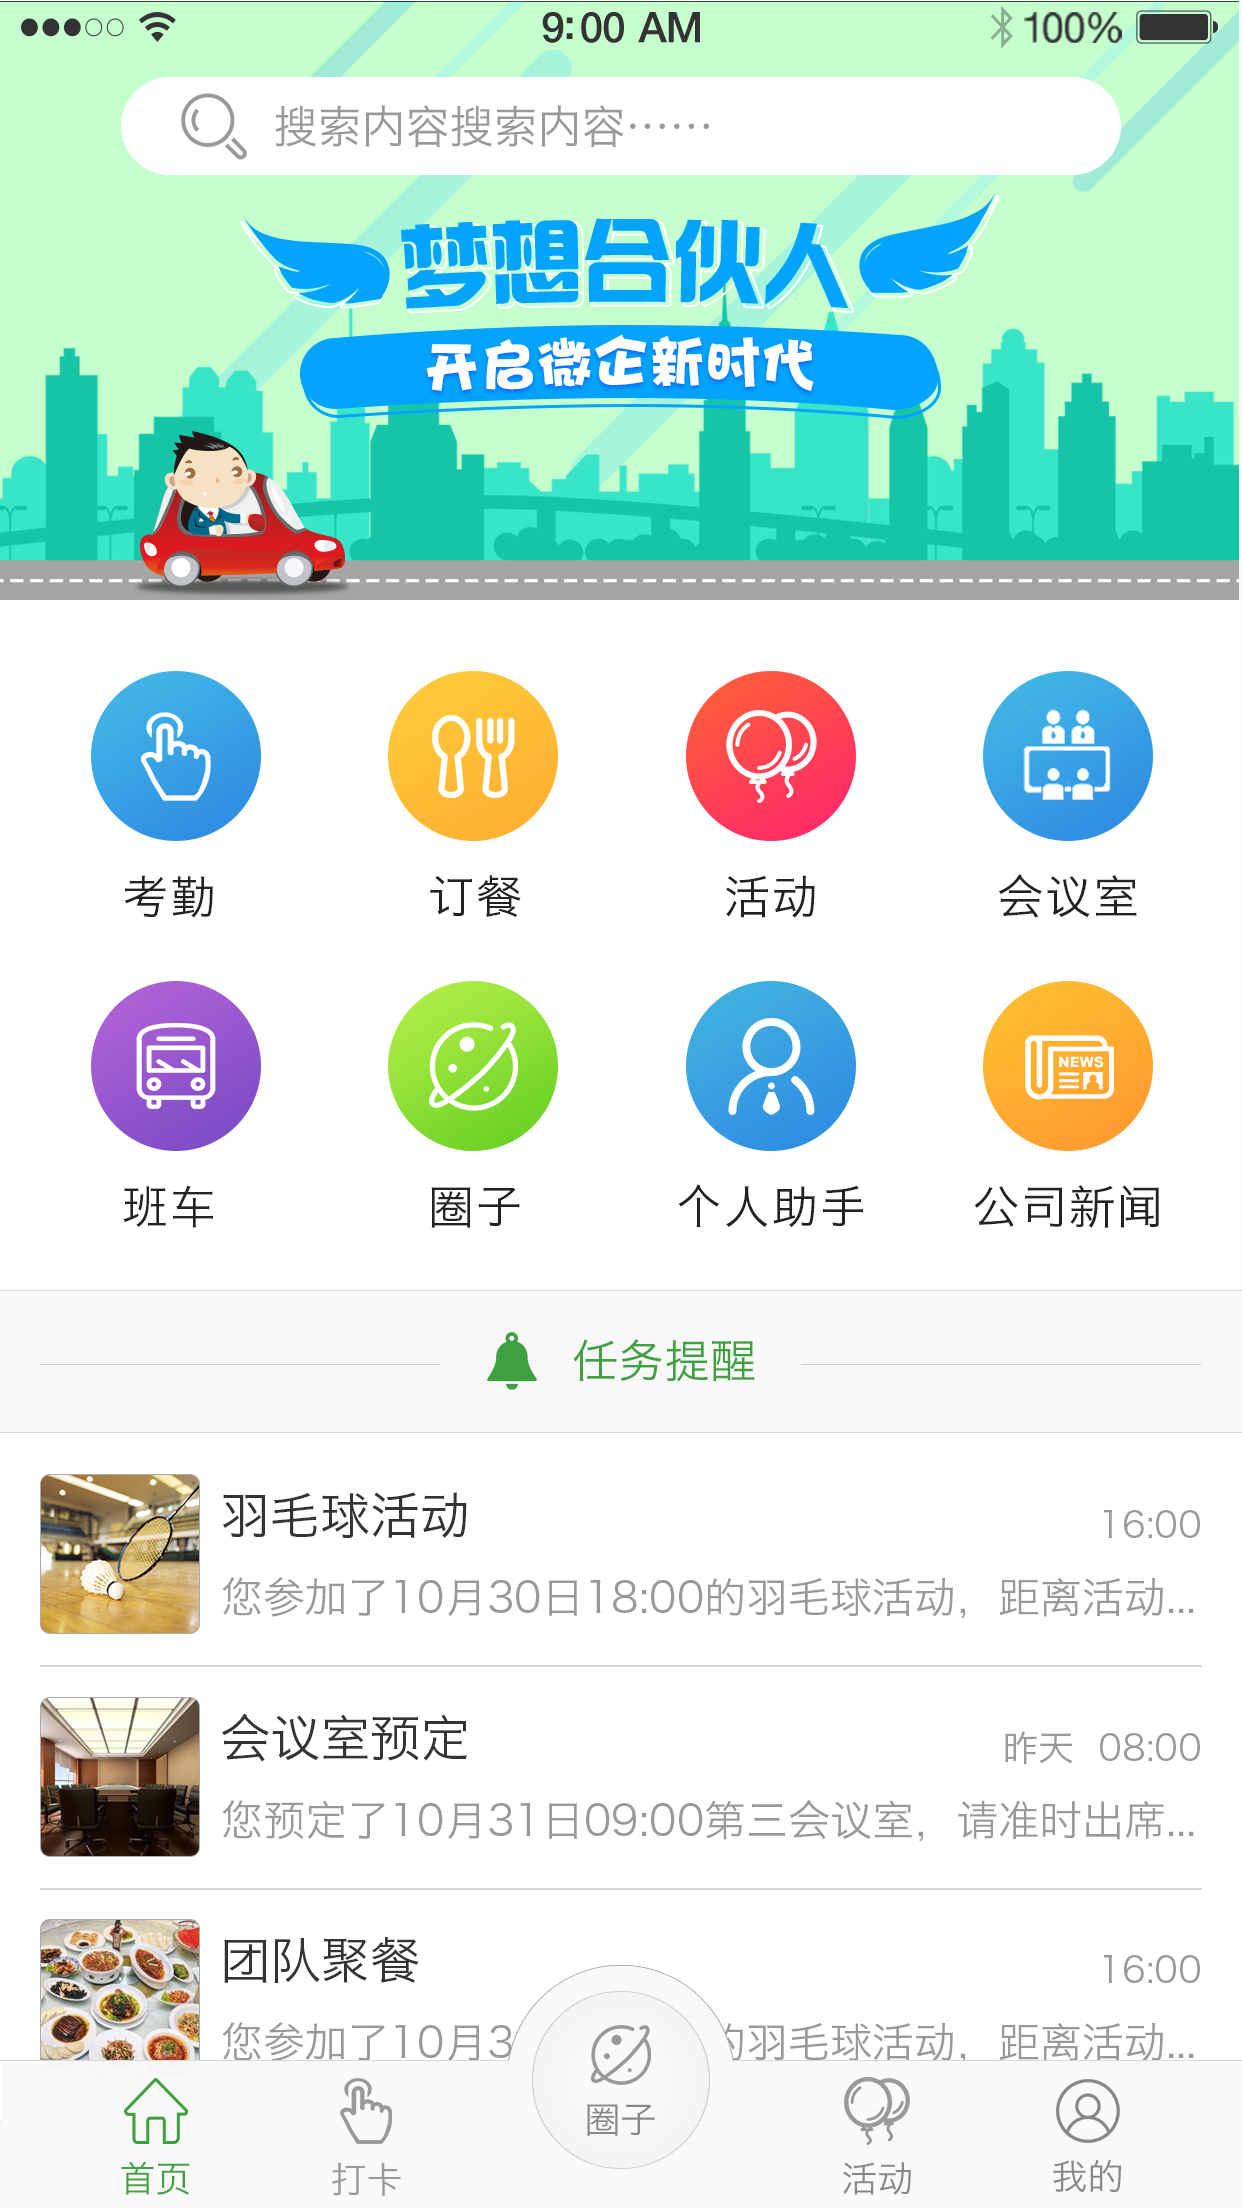 9:00 AM
100%
搜索内容搜索内容……
梦想合伙人
开启微企新时代
考勤
订餐
活动
会议室
NEWS
班车
圈子
个人助手
公司新闻
任务提醒
羽毛球活动
16:00
您参加了10月30日18:00的羽毛球活动，距离活动...
会议室预定
昨天 08:00
您预定了10月31日09:00第三会议室，请准时出席...
团队聚餐
16:00
您参加了10月3
的羽毛球活动，距离活动...
首页
打卡
圈子
活动
我的